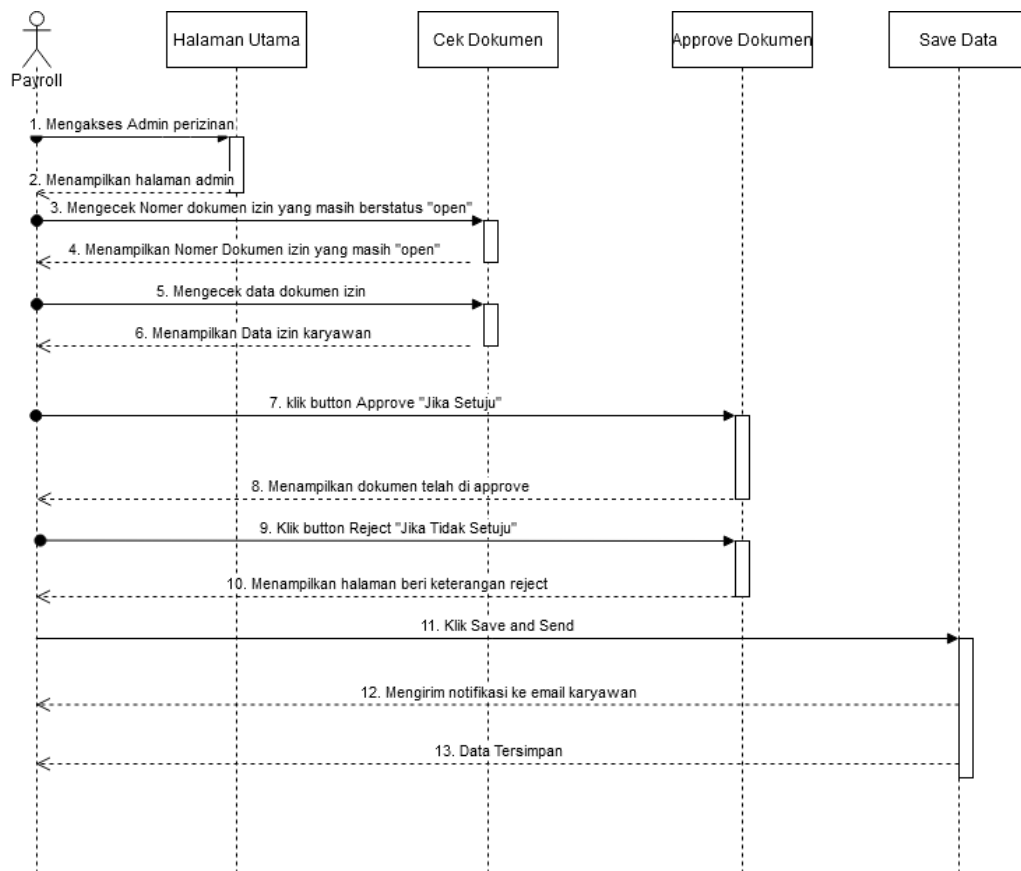 Halaman Utama
Cek Dokumen
Approve Dokumen
Save Data
Payroll
1. Mengakses Admin perizinan
2. Menampilkan halaman admin
3. Mengecek Nomer dokumen izin yang masih berstatus "open"
4. Menampilkan Nomer Dokumen izin yang masih "open"
5. Mengecek data dokumen izin
6. Menampilkan Data izin karyawan
7. klik button Approve "Jika Setuju"
8. Menampilkan dokumen telah di approve
9. Klik button Reject "Jika Tidak Setuju"
10. Menampilkan halaman beri keterangan reject
11. Klik Save and Send
12. Mengirim notifikasi ke email karyawan
13. Data Tersimpan